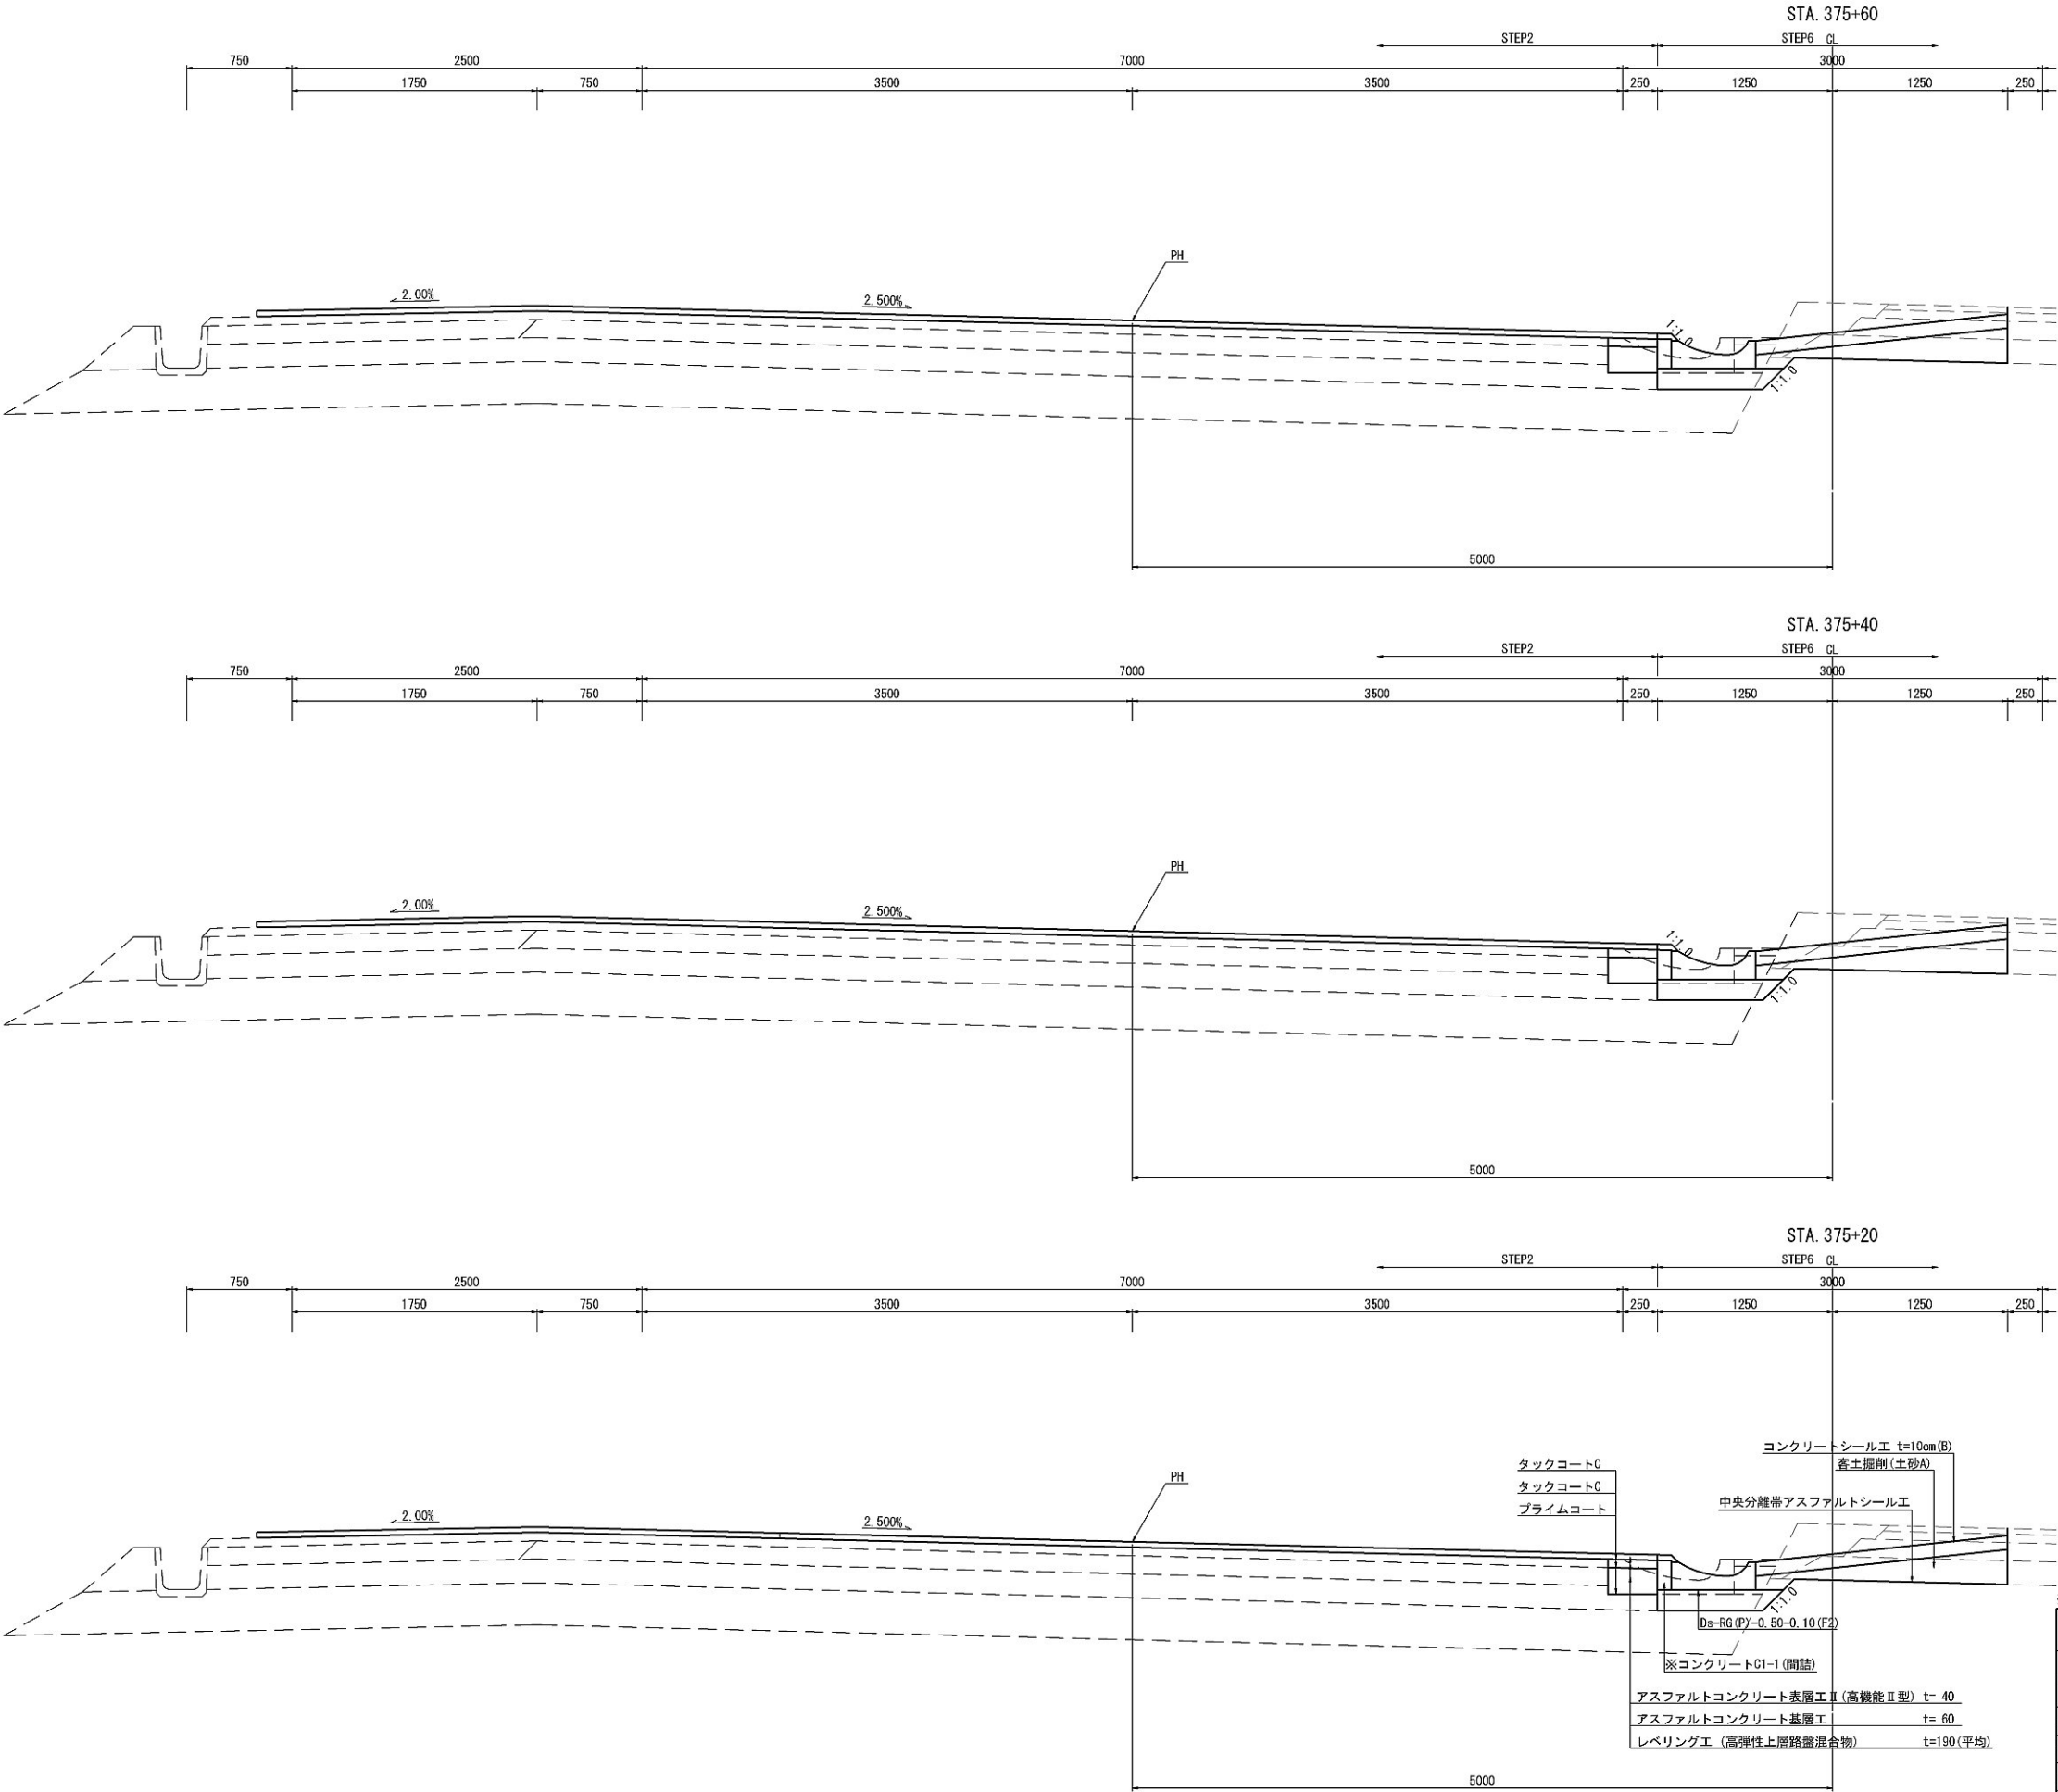 STA. 375+60
STEP2 STEP6 CL
750 2500 7000 3000
1750 750 3500 3500 250 1250 1250 250
PH
2.00% 2.500%
1:1.0
1:1.0
5000
STA. 375+40
STEP2 STEP6 CL
750 2500 7000 3000
1750 750 3500 3500 250 1250 1250 250
PH
2.00% 2.500%
1:1.0
1:1.0
5000
STA. 375+20
STEP2 STEP6 CL
750 2500 7000 3000
1750 750 3500 3500 250 1250 1250 250
コンクリートシール工 t=10cm(B)
タックコートC
客土掘削(土砂A)
タックコートC
中央分離帯アスファルトシール工
プライムコート
PH
2.00% 2.500%
1:1.0
Ds-RG(P)-0.50-0.10(F2)
※コンクリートC1-1(間詰)
アスファルトコンクリート表層工Ⅱ(高機能Ⅱ型) t= 40
アスファルトコンクリート基層工 t= 60
レベリング工 (高弾性上層路盤混合物) t=190(平均)
5000